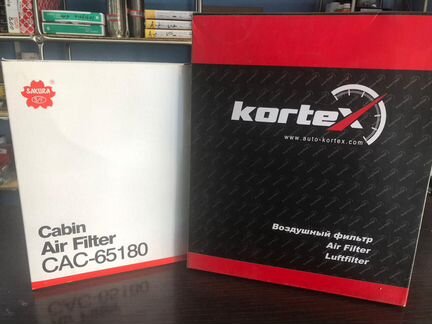 SAKURA
Cabin
Air Filter
CAC-65180
kortex
www.auto-kortex.com
Воздушный фильтр
Air Filter
Luftfilter